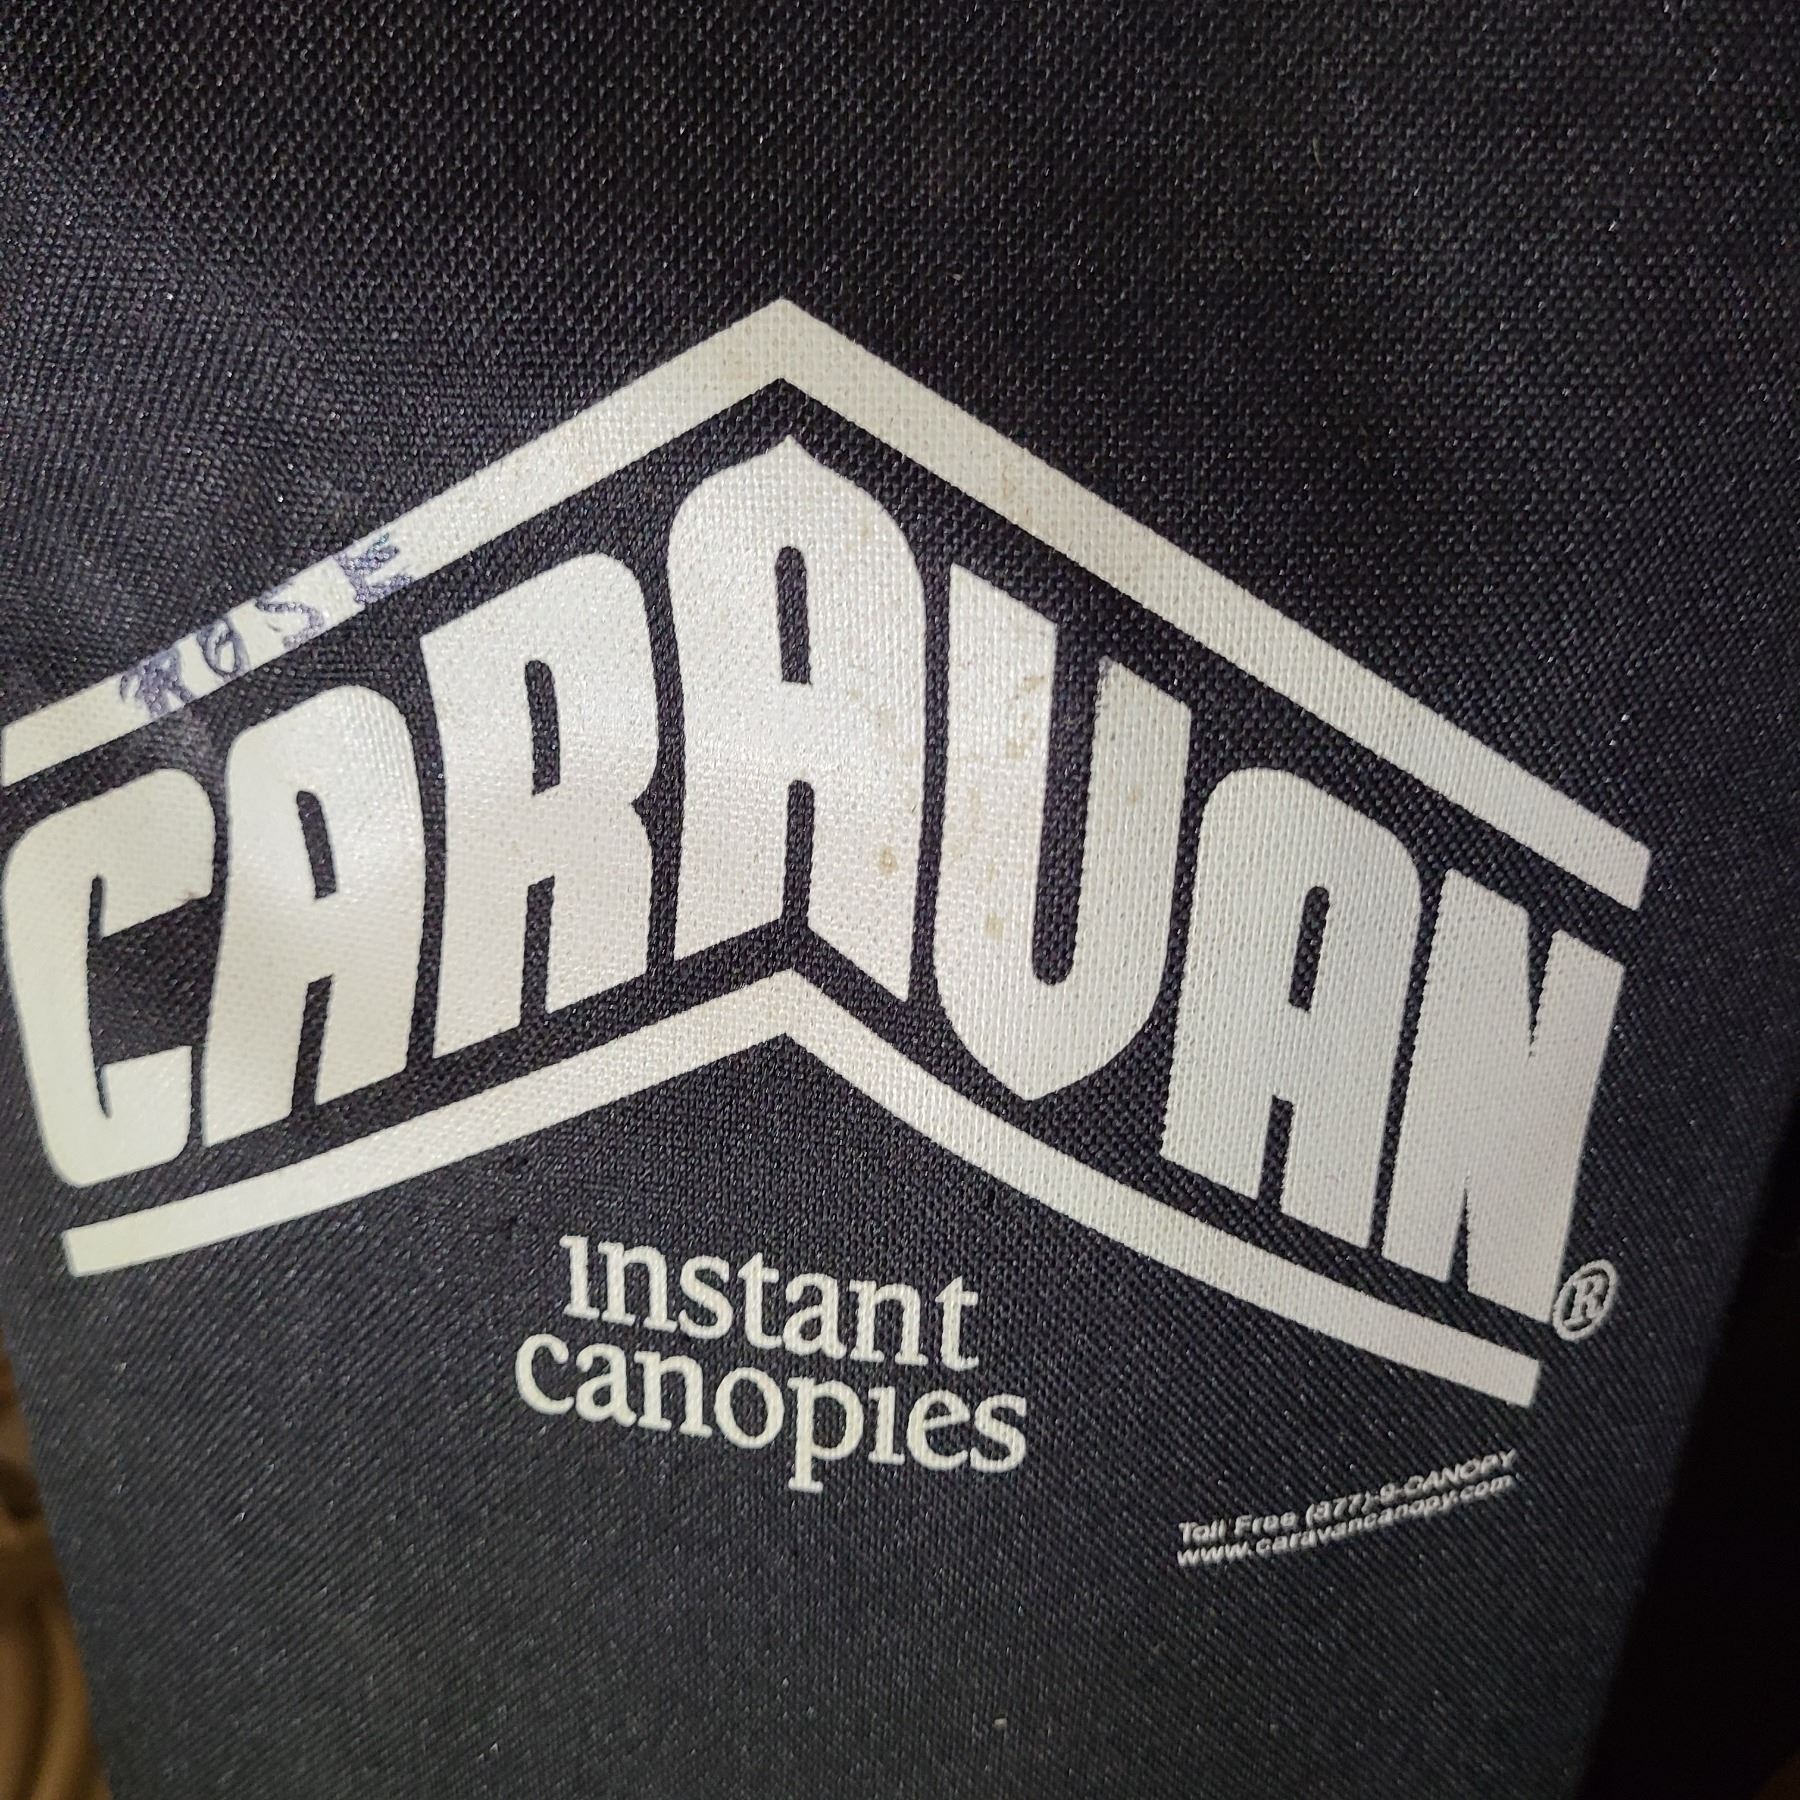 ROSE
CARAVAN®
instant
canopies
Toll Free (877)-9-CANOPY
www.caravancanopy.com